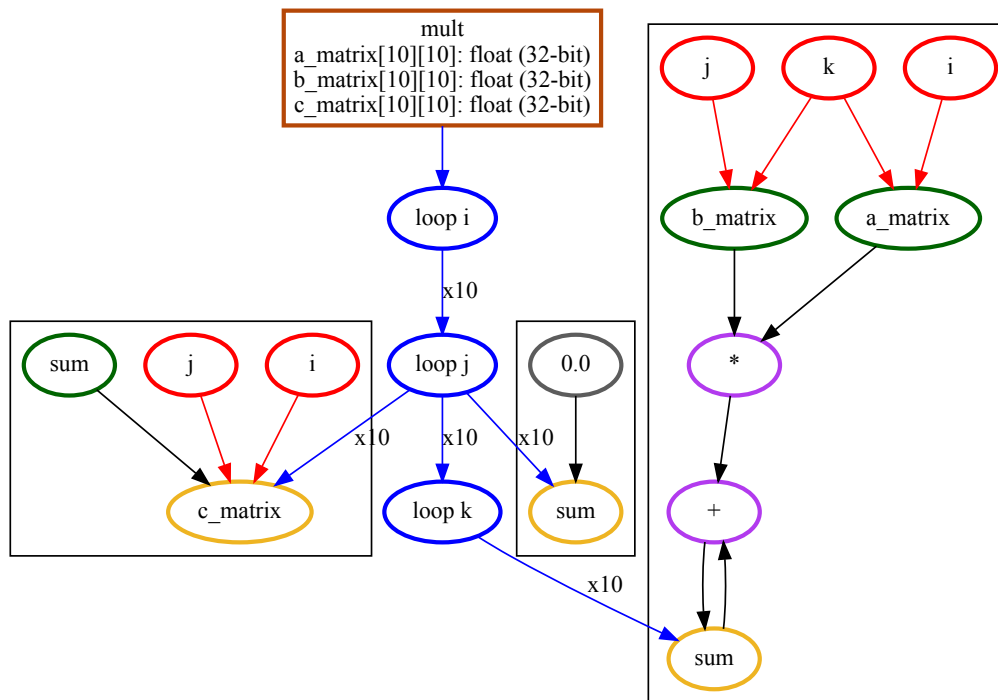 mult
a_matrix[10][10]: float (32-bit)
b_matrix[10][10]: float (32-bit)
c_matrix[10][10]: float (32-bit)
j
k
i
loop i
b_matrix
a_matrix
x10
sum
j
i
loop j
0.0
*
x10
x10
x10
c_matrix
loop k
sum
+
x10
sum